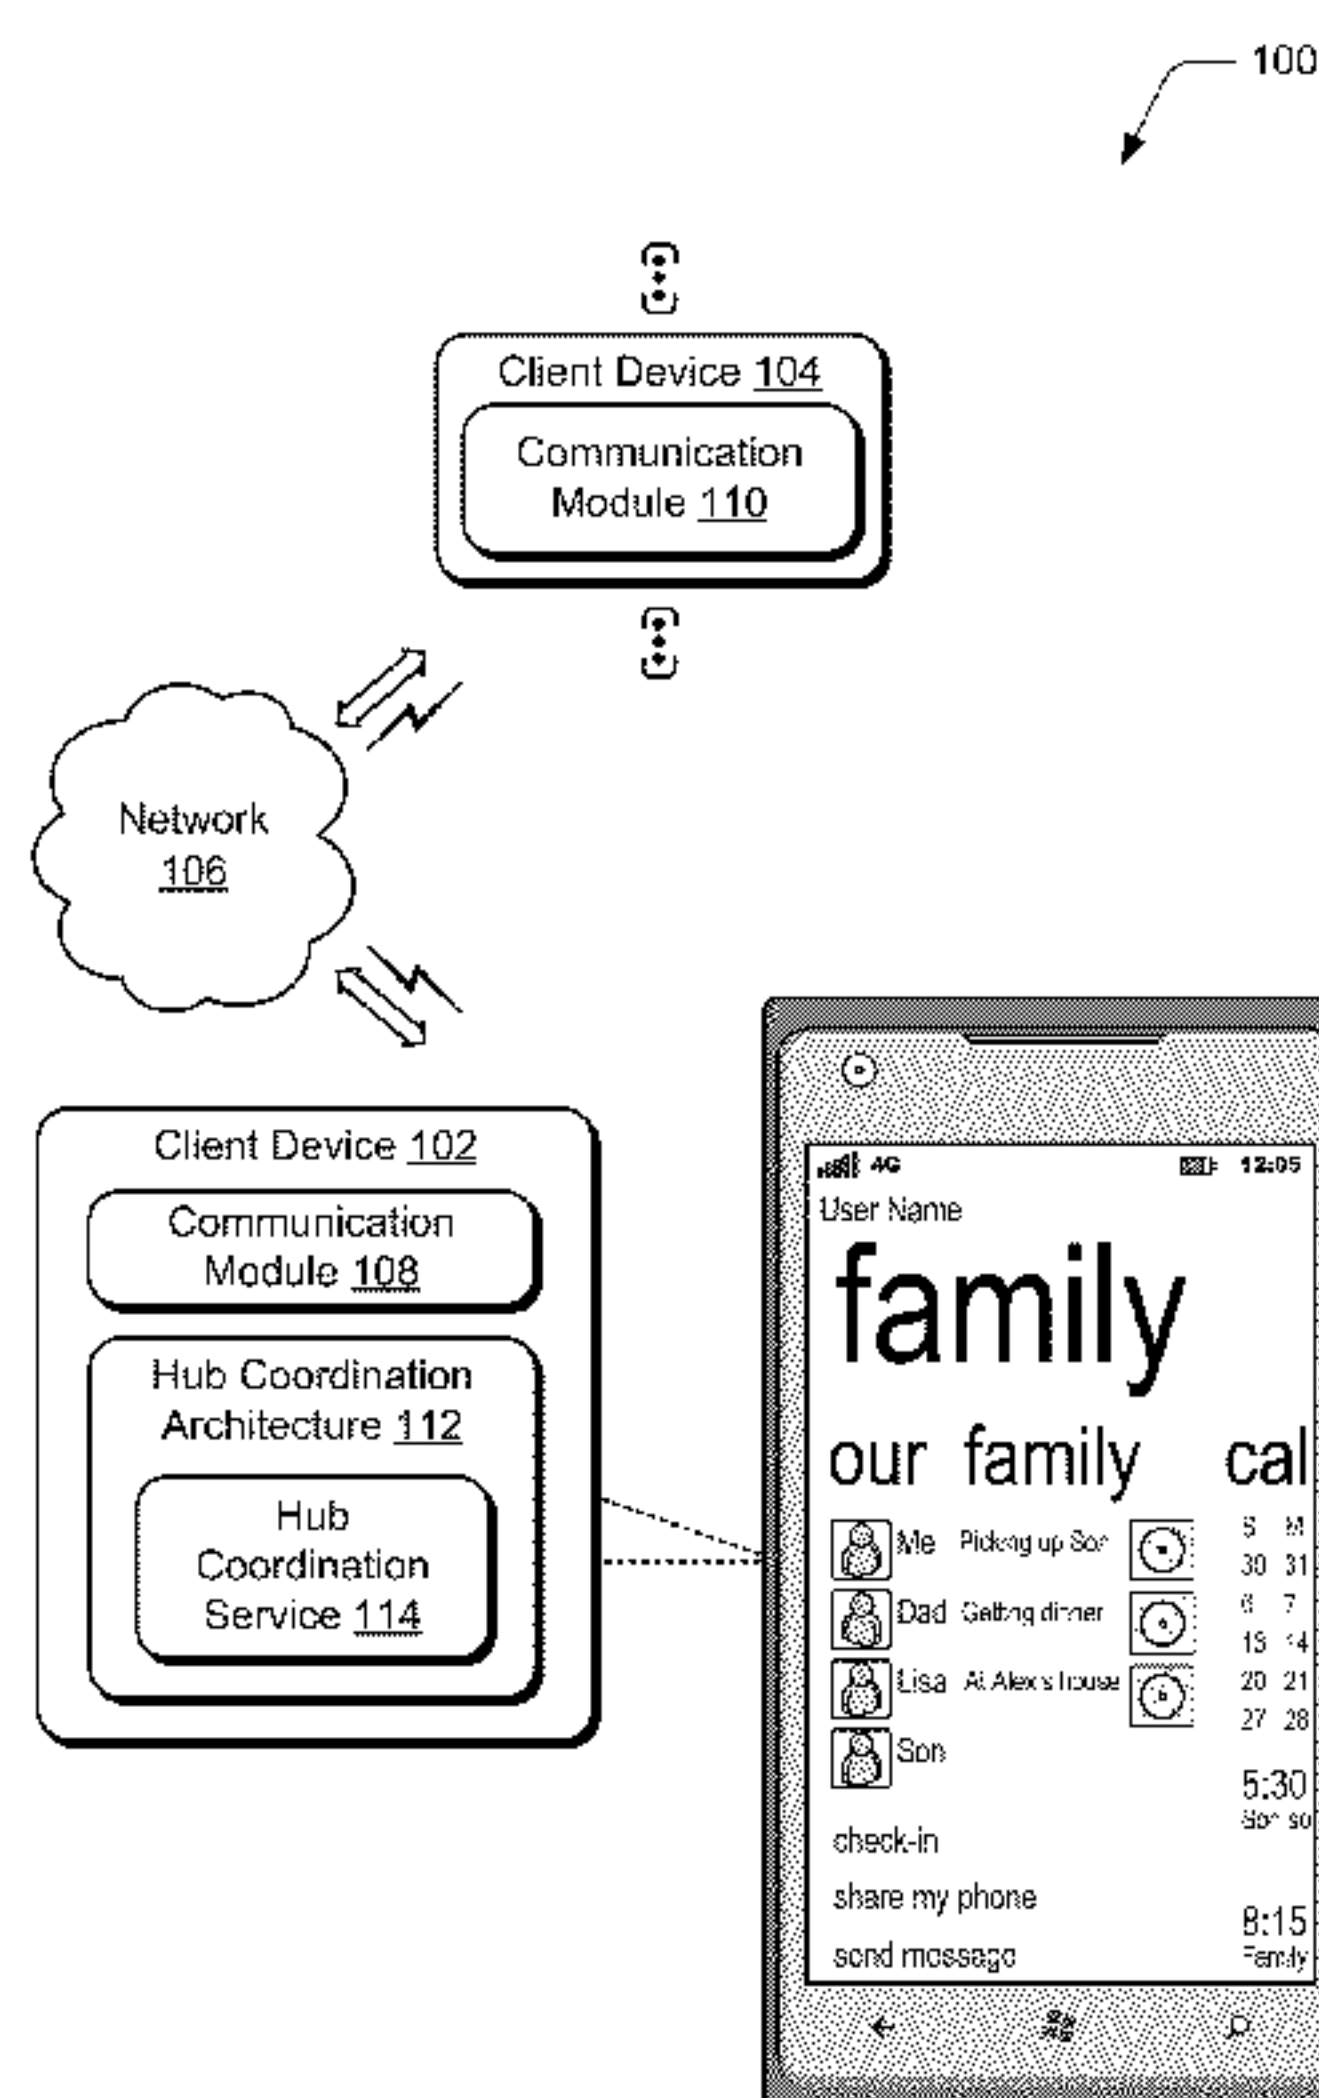 100
Client Device 104
Communication
Module 110
Network
106
Client Device 102
Communication
Module 108
Hub Coordination
Architecture 112
Hub
Coordination
Service 114
4G 12:05
User Name
family
our family cal
S M
Me Picking up Son
30 31
Dad Getting dinner
6 7
13 14
Lisa At Alex's house
20 21
27 28
Son
5:30
Son so
check-in
share my phone
8:15
send message
Family